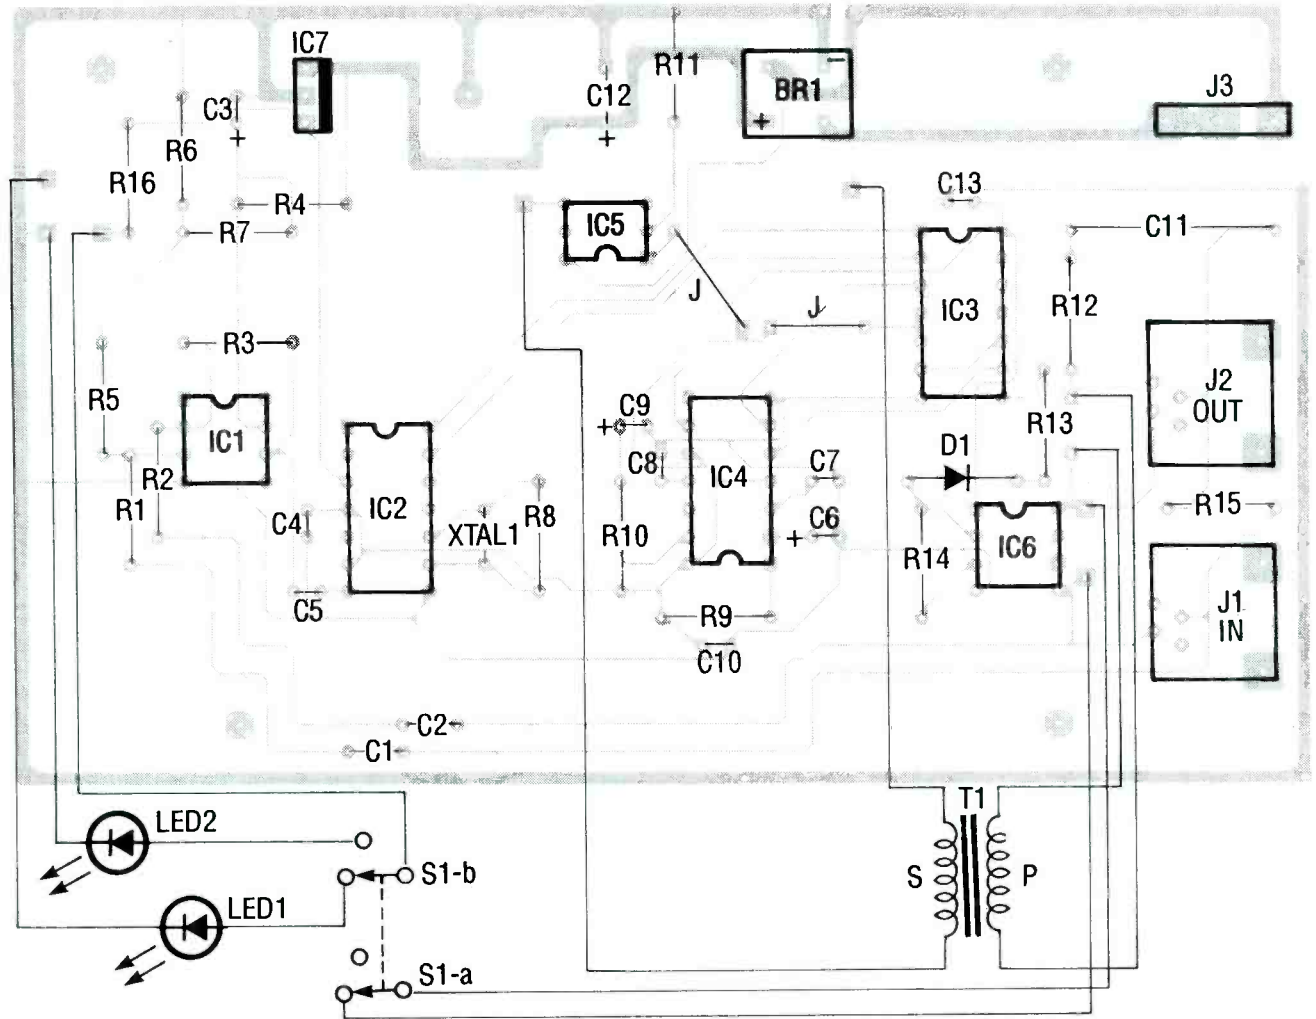 IC7
R11
BR1
−
+
J3
C3
+
C12
+
R6
R16
R4
R7
IC5
C13
C11
J
J
IC3
R12
R3
R5
IC1
R2
R1
C9
+
C8
IC4
C7
C6
+
D1
R13
J2
OUT
R15
IC2
C4
XTAL1
R8
R10
R14
IC6
J1
IN
C5
R9
C10
C2
C1
LED2
S1-b
LED1
S1-a
T1
S
P